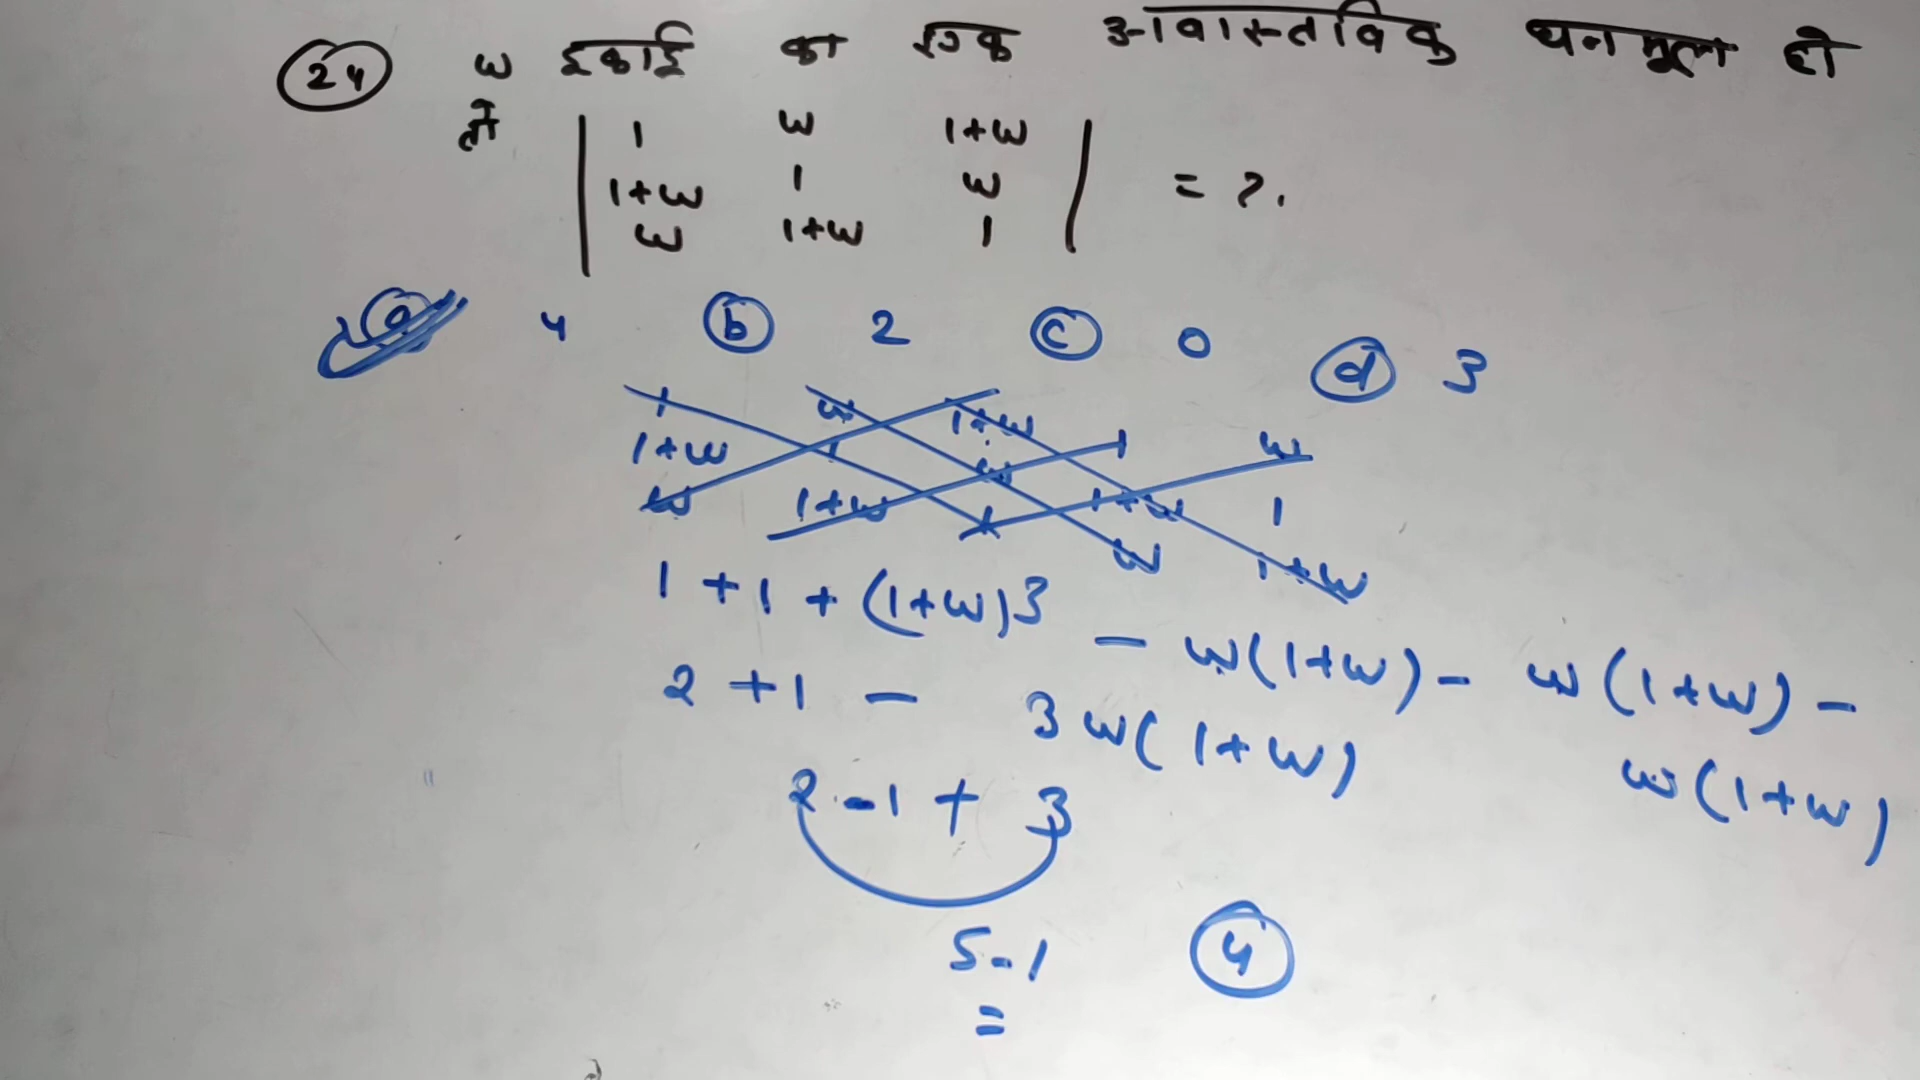 24 ω इकाई का एक अवास्तविक घनमूल हो
तो | 1 ω 1+ω |
| 1+ω 1 ω | = ?.
| ω 1+ω 1 |
(a) 4 (b) 2 (c) 0 (d) 3
1 ω 1+ω 1 ω
1+ω 1 ω 1+ω 1
ω 1+ω 1 ω 1+ω
1 + 1 + (1+ω)3 - ω(1+ω) - ω(1+ω) -
ω(1+ω)
2 + 1 - 3ω(1+ω)
2 - 1 + 3
5-1 4
=